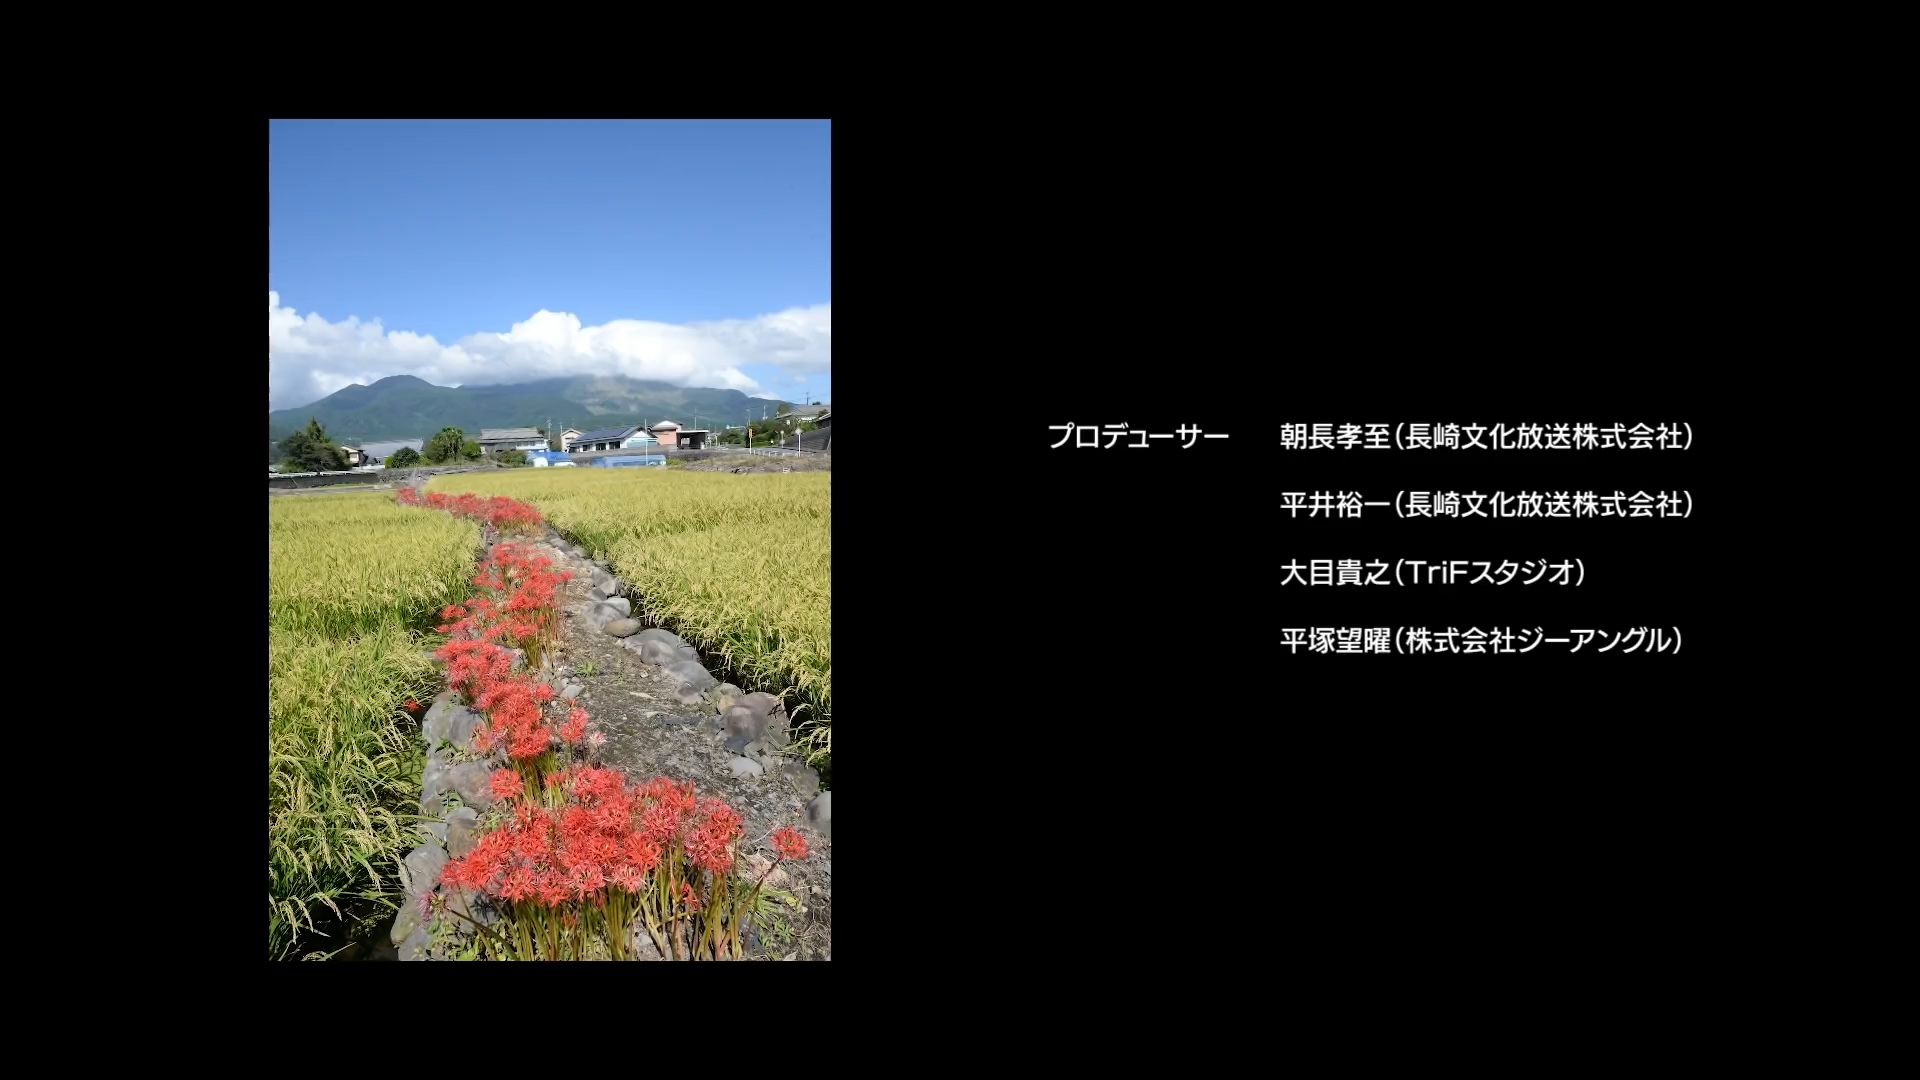 プロデューサー 朝長孝至(長崎文化放送株式会社)
平井裕一(長崎文化放送株式会社)
大目貴之(TriFスタジオ)
平塚望曜(株式会社ジーアングル)